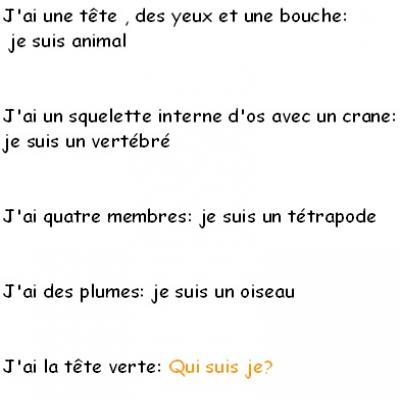 J'ai une tête , des yeux et une bouche:
je suis animal
J'ai un squelette interne d'os avec un crane:
je suis un vertébré
J'ai quatre membres: je suis un tétrapode
J'ai des plumes: je suis un oiseau
J'ai la tête verte: Qui suis je?